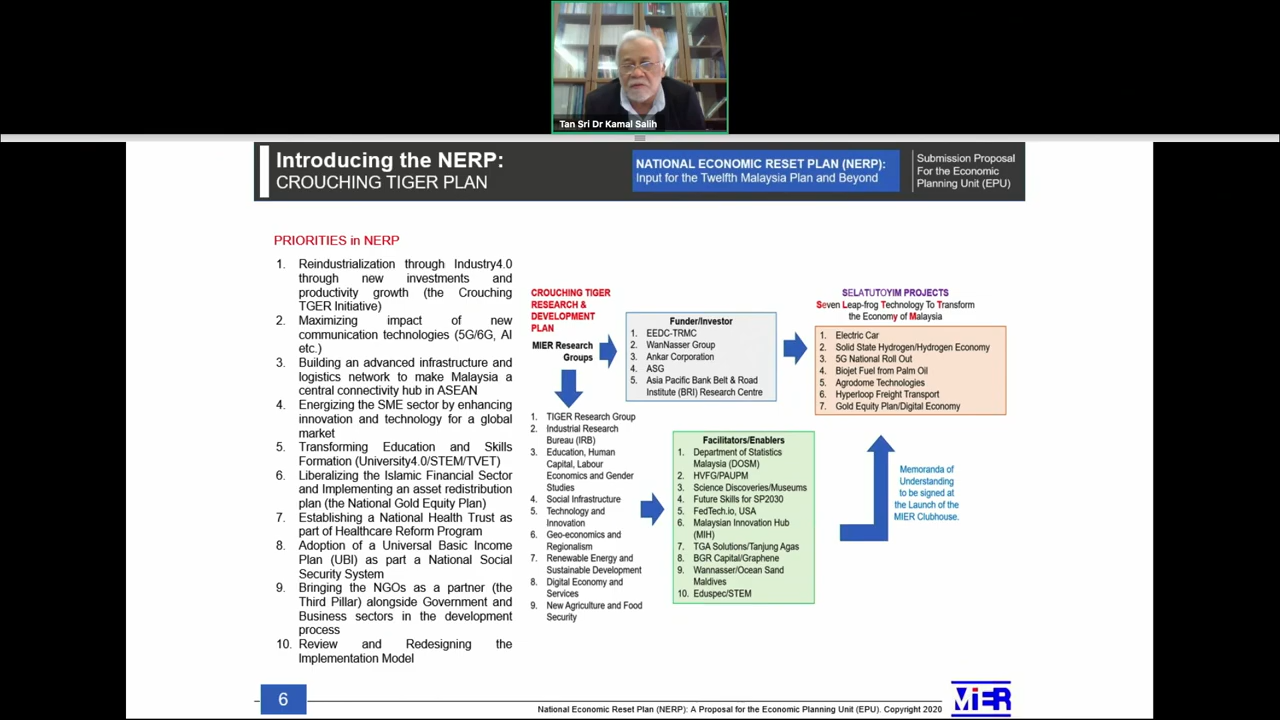 Tan Sri Dr Kamal Salih
Introducing the NERP:
CROUCHING TIGER PLAN
NATIONAL ECONOMIC RESET PLAN (NERP):
Input for the Twelfth Malaysia Plan and Beyond
Submission Proposal
For the Economic
Planning Unit (EPU)
PRIORITIES in NERP
1. Reindustrialization through Industry4.0
through new investments and
productivity growth (the Crouching
TGER Initiative)
2. Maximizing impact of new
communication technologies (5G/6G, AI
etc.)
3. Building an advanced infrastructure and
logistics network to make Malaysia a
central connectivity hub in ASEAN
4. Energizing the SME sector by enhancing
innovation and technology for a global
market
5. Transforming Education and Skills
Formation (University4.0/STEM/TVET)
6. Liberalizing the Islamic Financial Sector
and Implementing an asset redistribution
plan (the National Gold Equity Plan)
7. Establishing a National Health Trust as
part of Healthcare Reform Program
8. Adoption of a Universal Basic Income
Plan (UBI) as part a National Social
Security System
9. Bringing the NGOs as a partner (the
Third Pillar) alongside Government and
Business sectors in the development
process
10. Review and Redesigning the
Implementation Model
CROUCHING TIGER
RESEARCH &
DEVELOPMENT
PLAN
MIER Research
Groups
Funder/Investor
1. EEDC-TRMC
2. WanNasser Group
3. Ankar Corporation
4. ASG
5. Asia Pacific Bank Belt & Road
Institute (BRI) Research Centre
SELATUTOYIM PROJECTS
Seven Leap-frog Technology To Transform
the Economy of Malaysia
1. Electric Car
2. Solid State Hydrogen/Hydrogen Economy
3. 5G National Roll Out
4. Biojet Fuel from Palm Oil
5. Agrodome Technologies
6. Hyperloop Freight Transport
7. Gold Equity Plan/Digital Economy
1. TIGER Research Group
2. Industrial Research
Bureau (IRB)
3. Education, Human
Capital, Labour
Economics and Gender
Studies
4. Social Infrastructure
5. Technology and
Innovation
6. Geo-economics and
Regionalism
7. Renewable Energy and
Sustainable Development
8. Digital Economy and
Services
9. New Agriculture and Food
Security
Facilitators/Enablers
1. Department of Statistics
Malaysia (DOSM)
2. HVFG/PAUPM
3. Science Discoveries/Museums
4. Future Skills for SP2030
5. FedTech.io, USA
6. Malaysian Innovation Hub
(MIH)
7. TGA Solutions/Tanjung Agas
8. BGR Capital/Graphene
9. Wannasser/Ocean Sand
Maldives
10. Eduspec/STEM
Memoranda of
Understanding
to be signed at
the Launch of the
MIER Clubhouse.
6
National Economic Reset Plan (NERP): A Proposal for the Economic Planning Unit (EPU). Copyright 2020
MiER